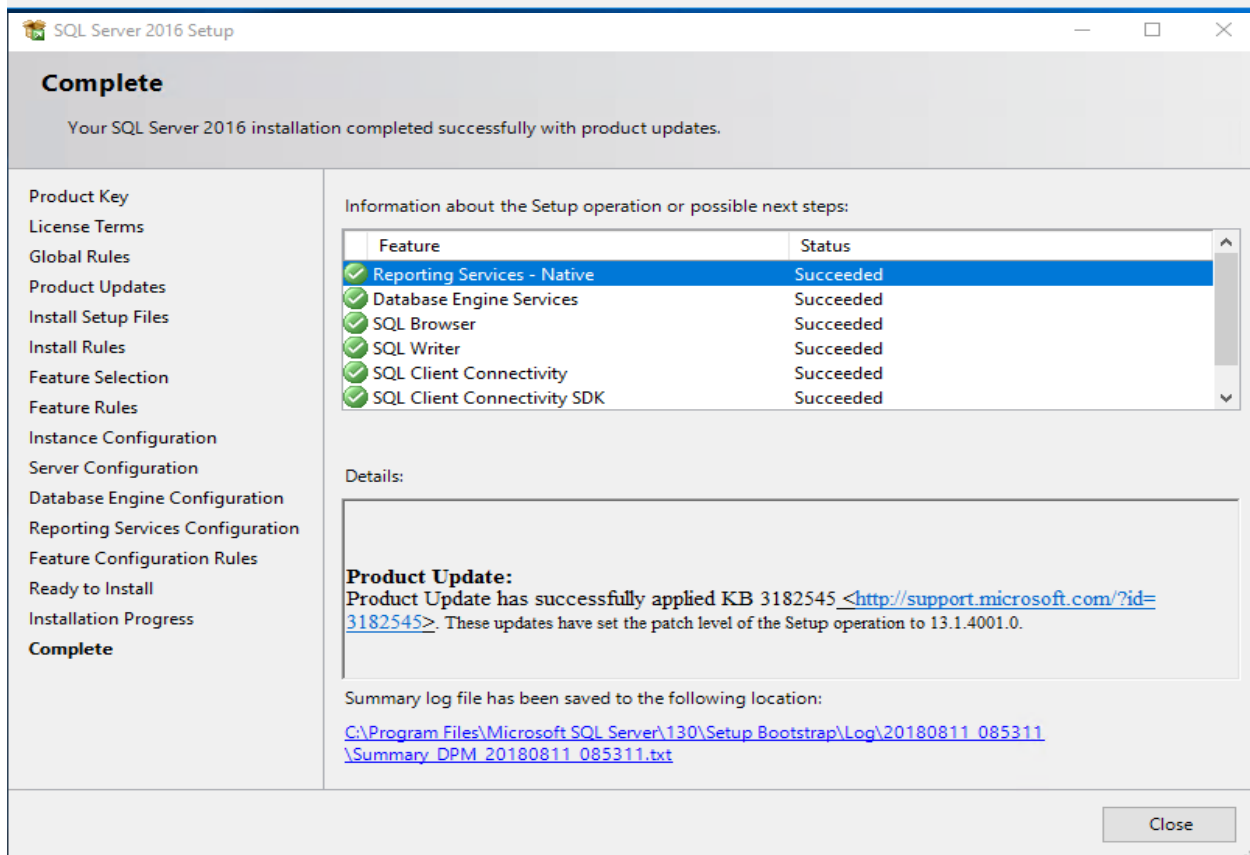 SQL Server 2016 Setup
Complete
Your SQL Server 2016 installation completed successfully with product updates.
Product Key
License Terms
Global Rules
Product Updates
Install Setup Files
Install Rules
Feature Selection
Feature Rules
Instance Configuration
Server Configuration
Database Engine Configuration
Reporting Services Configuration
Feature Configuration Rules
Ready to Install
Installation Progress
Complete
Information about the Setup operation or possible next steps:
Feature Status
Reporting Services - Native Succeeded
Database Engine Services Succeeded
SQL Browser Succeeded
SQL Writer Succeeded
SQL Client Connectivity Succeeded
SQL Client Connectivity SDK Succeeded
Details:
Product Update:
Product Update has successfully applied KB 3182545 <http://support.microsoft.com/?id=
3182545>. These updates have set the patch level of the Setup operation to 13.1.4001.0.
Summary log file has been saved to the following location:
C:\Program Files\Microsoft SQL Server\130\Setup Bootstrap\Log\20180811_085311
\Summary_DPM_20180811_085311.txt
Close